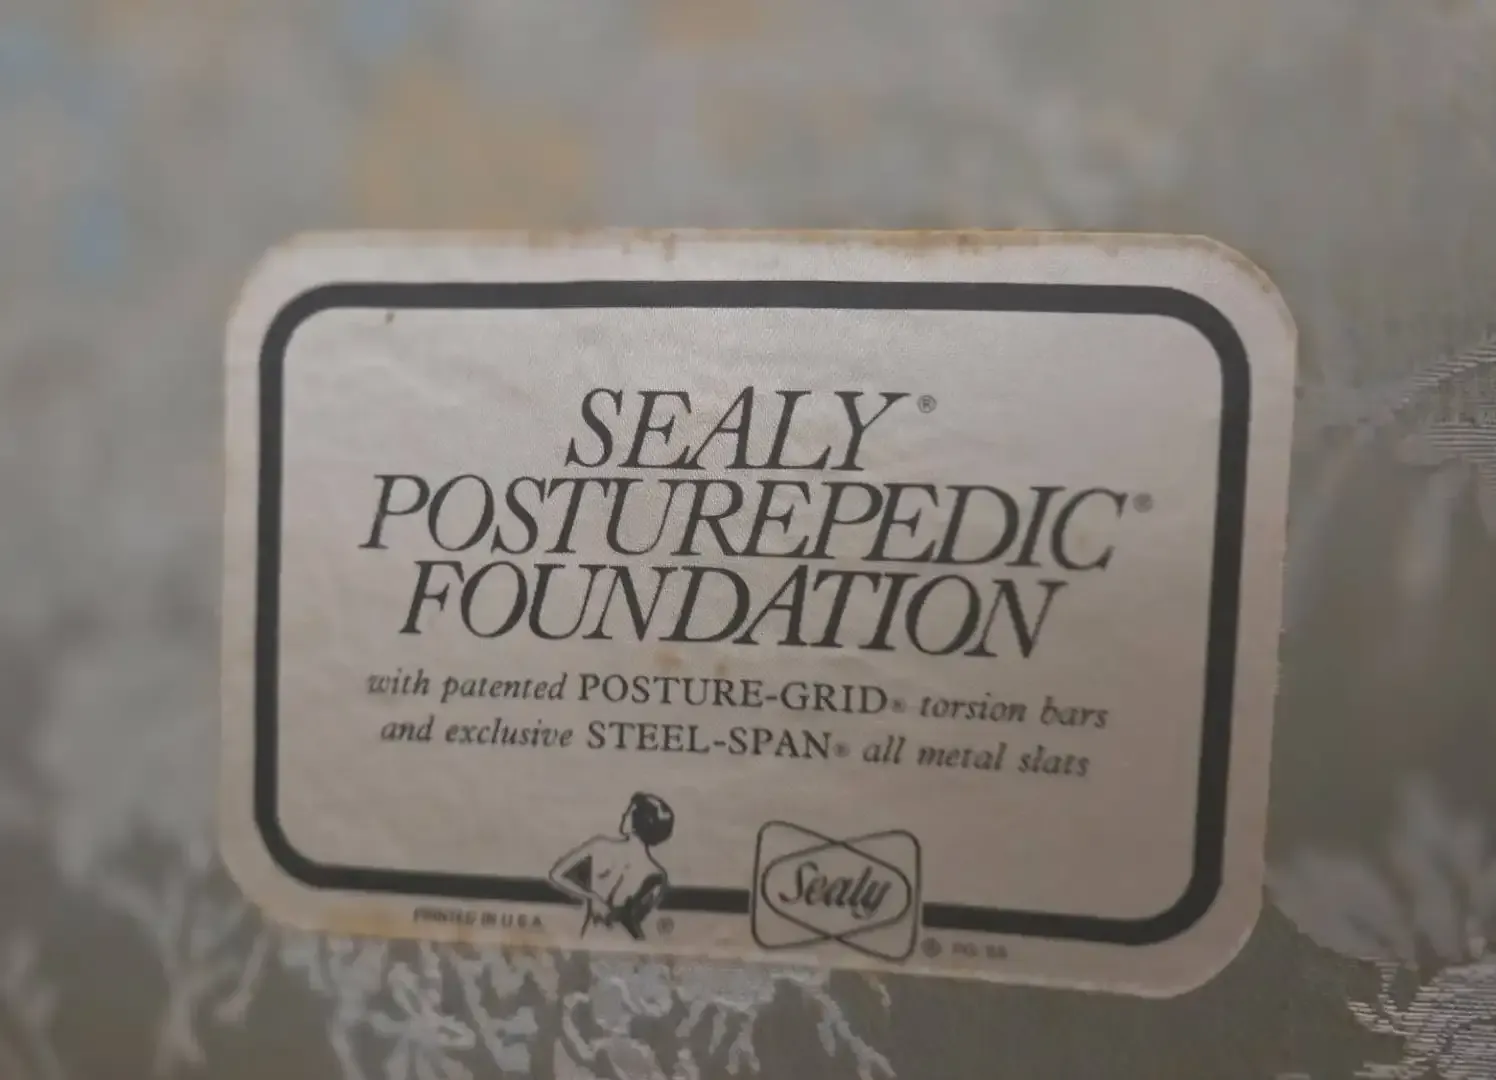 SEALY®
POSTUREPEDIC®
FOUNDATION
with patented POSTURE-GRID® torsion bars
and exclusive STEEL-SPAN® all metal slats
Sealy
PRINTED IN U.S.A.
®
®